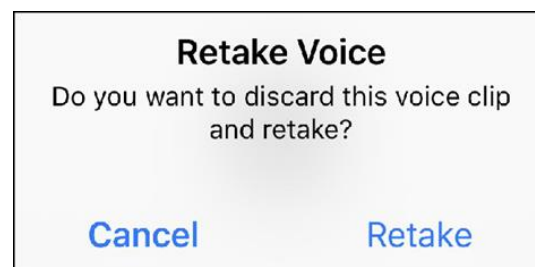 Retake Voice
Do you want to discard this voice clip
and retake?
Cancel Retake